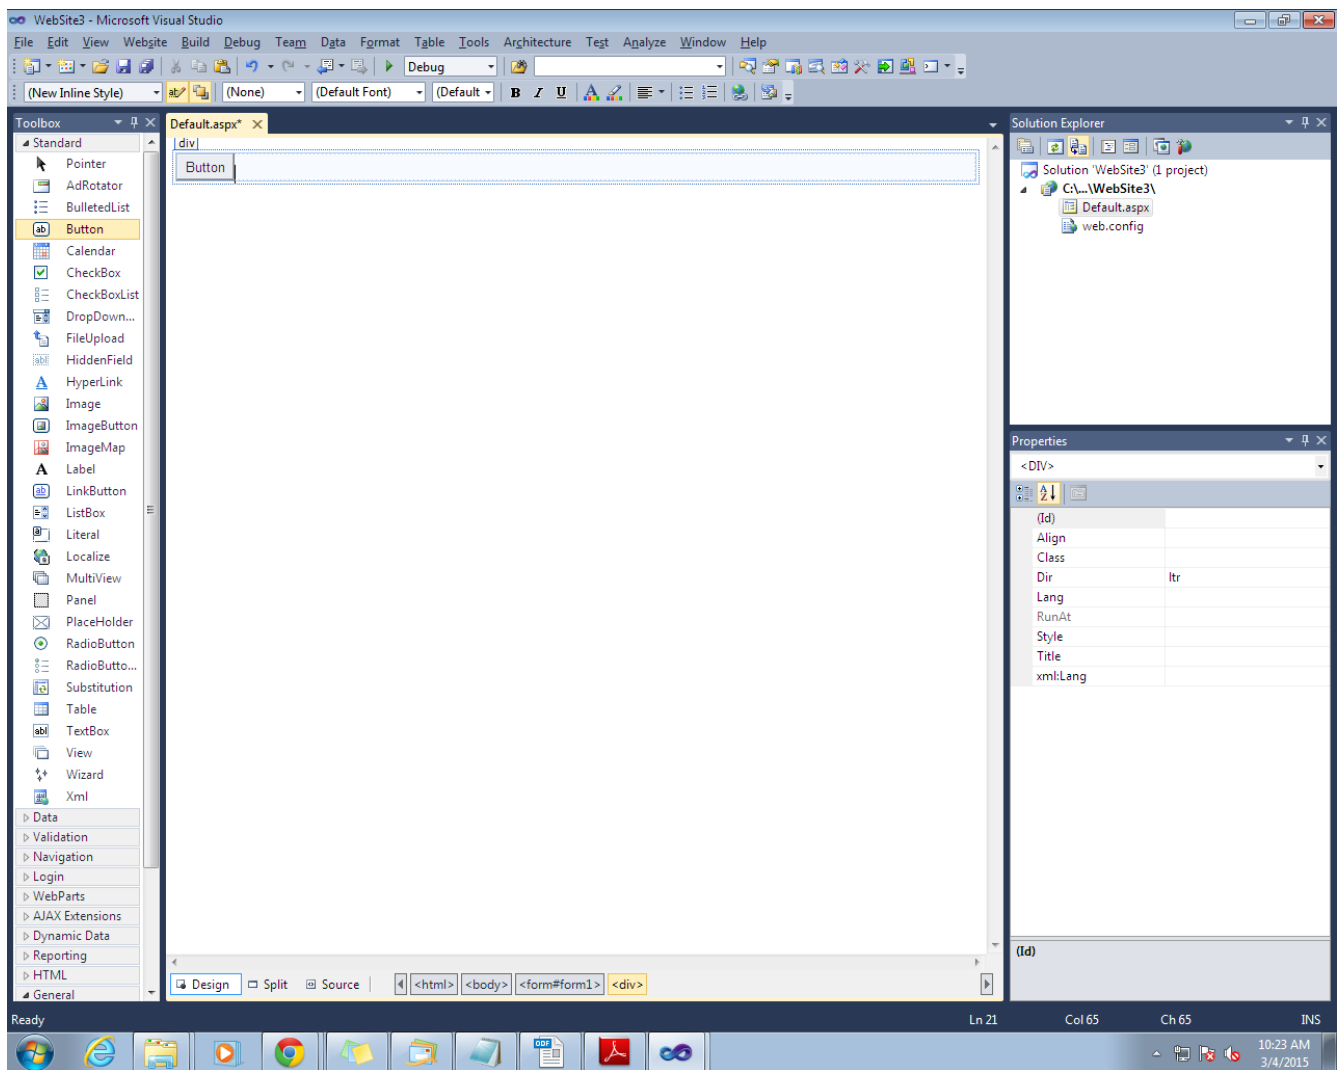 WebSite3 - Microsoft Visual Studio
File Edit View Website Build Debug Team Data Format Table Tools Architecture Test Analyze Window Help
Debug
(New Inline Style) (None) (Default Font) (Default B I U A
Toolbox
Standard
Pointer
AdRotator
BulletedList
Button
Calendar
CheckBox
CheckBoxList
DropDown...
FileUpload
HiddenField
HyperLink
Image
ImageButton
ImageMap
Label
LinkButton
ListBox
Literal
Localize
MultiView
Panel
PlaceHolder
RadioButton
RadioButto...
Substitution
Table
TextBox
View
Wizard
Xml
Data
Validation
Navigation
Login
WebParts
AJAX Extensions
Dynamic Data
Reporting
HTML
General
Default.aspx*
div
Button
Design Split Source <html> <body> <form#form1> <div>
Solution Explorer
Solution 'WebSite3' (1 project)
C:\...\WebSite3\
Default.aspx
web.config
Properties
<DIV>
(Id)
Align
Class
Dir ltr
Lang
RunAt
Style
Title
xml:Lang
(Id)
Ready Ln 21 Col 65 Ch 65 INS
ODF
10:23 AM
3/4/2015